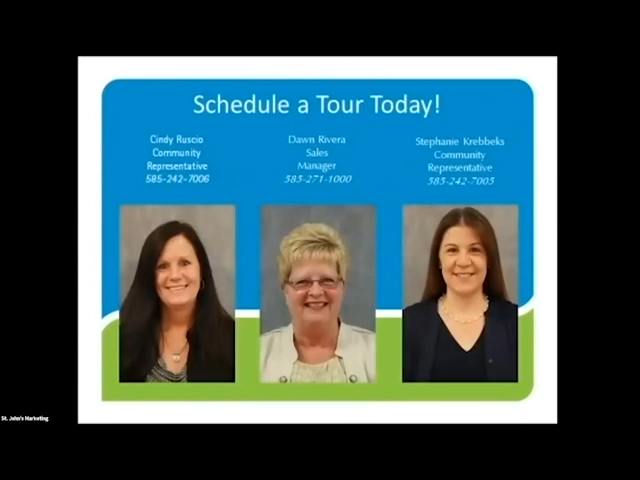 Schedule a Tour Today!
Cindy Ruscio
Community
Representative
585-242-7006
Dawn Rivera
Sales
Manager
585-271-1000
Stephanie Krebbeks
Community
Representative
585-242-7005
St. John's Marketing